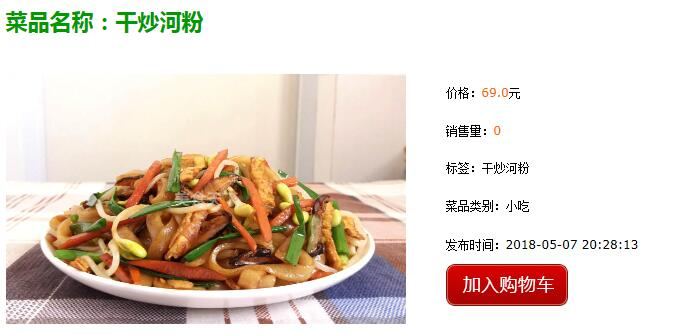 菜品名称：干炒河粉
价格：69.0元
销售量：0
标签：干炒河粉
菜品类别：小吃
发布时间：2018-05-07 20:28:13
加入购物车